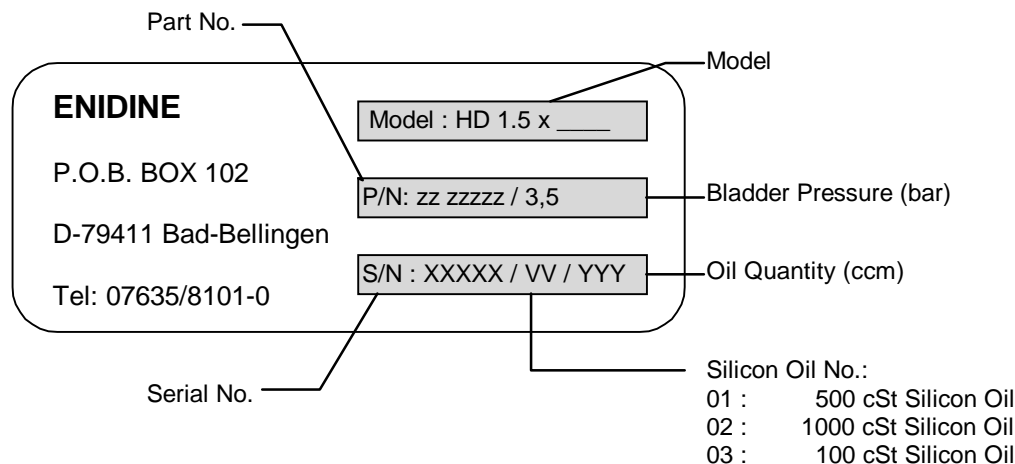 Part No.
Model
ENIDINE
Model : HD 1.5 x ____
P.O.B. BOX 102
P/N: zz zzzzz / 3,5
Bladder Pressure (bar)
D-79411 Bad-Bellingen
S/N : XXXXX / VV / YYY
Oil Quantity (ccm)
Tel: 07635/8101-0
Serial No.
Silicon Oil No.:
01 : 500 cSt Silicon Oil
02 : 1000 cSt Silicon Oil
03 : 100 cSt Silicon Oil